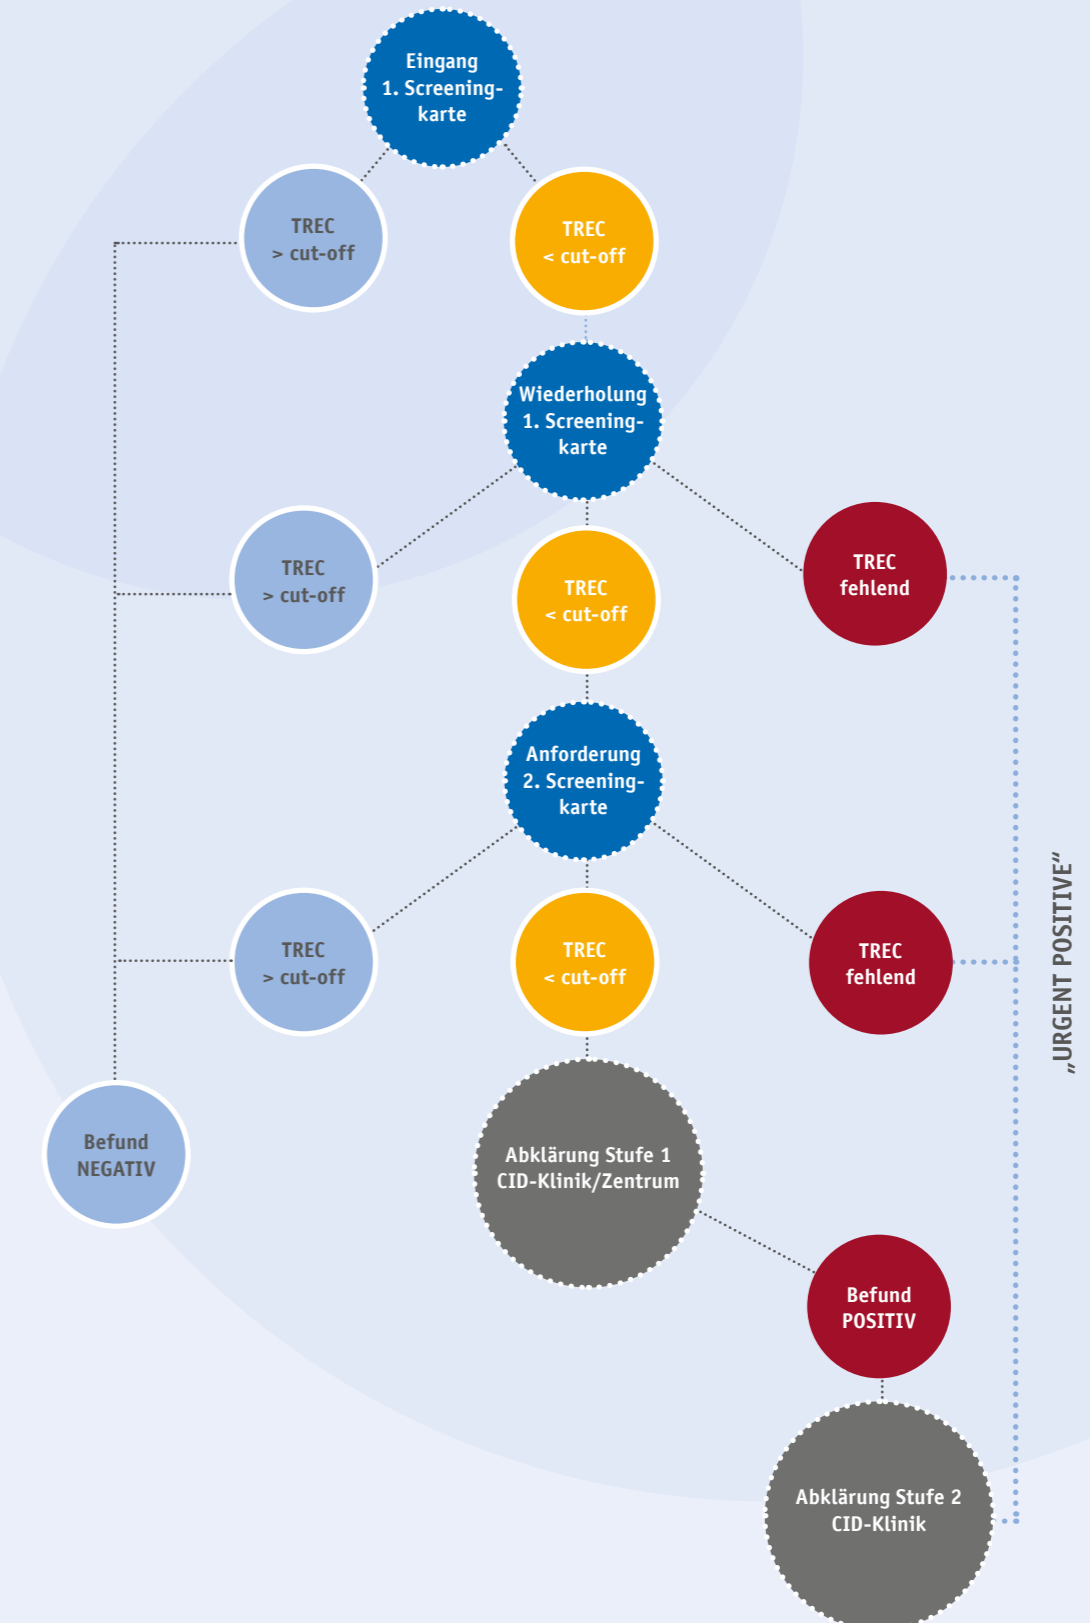 Eingang
1. Screening-
karte
TREC
> cut-off
TREC
< cut-off
Wiederholung
1. Screening-
karte
TREC
> cut-off
TREC
< cut-off
TREC
fehlend
Anforderung
2. Screening-
karte
TREC
> cut-off
TREC
< cut-off
TREC
fehlend
„URGENT POSITIVE“
Befund
NEGATIV
Abklärung Stufe 1
CID-Klinik/Zentrum
Befund
POSITIV
Abklärung Stufe 2
CID-Klinik